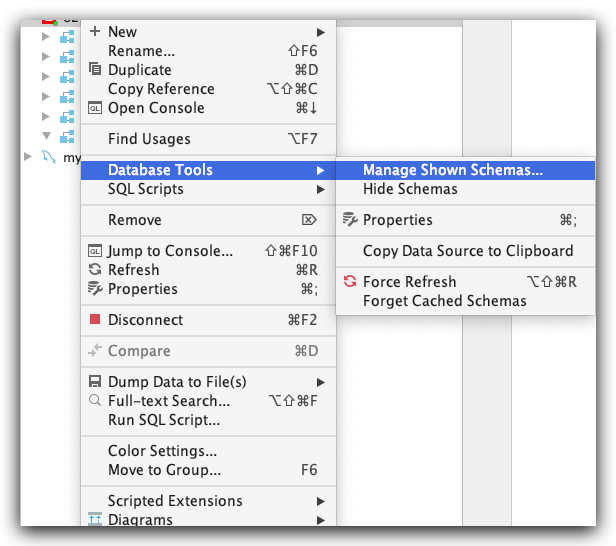 New
Rename... ⇧F6
Duplicate ⌘D
Copy Reference ⌥⇧⌘C
QL Open Console ⌘↓
Find Usages ⌥F7
my
Database Tools
SQL Scripts
Remove ⌦
QL Jump to Console... ⇧⌘F10
Refresh ⌘R
Properties ⌘;
Disconnect ⌘F2
Compare ⌘D
Dump Data to File(s)
Full-text Search... ⌥⇧⌘F
Run SQL Script...
Color Settings...
Move to Group... F6
Scripted Extensions
Diagrams
Manage Shown Schemas...
Hide Schemas
Properties ⌘;
Copy Data Source to Clipboard
Force Refresh ⌥⇧⌘R
Forget Cached Schemas